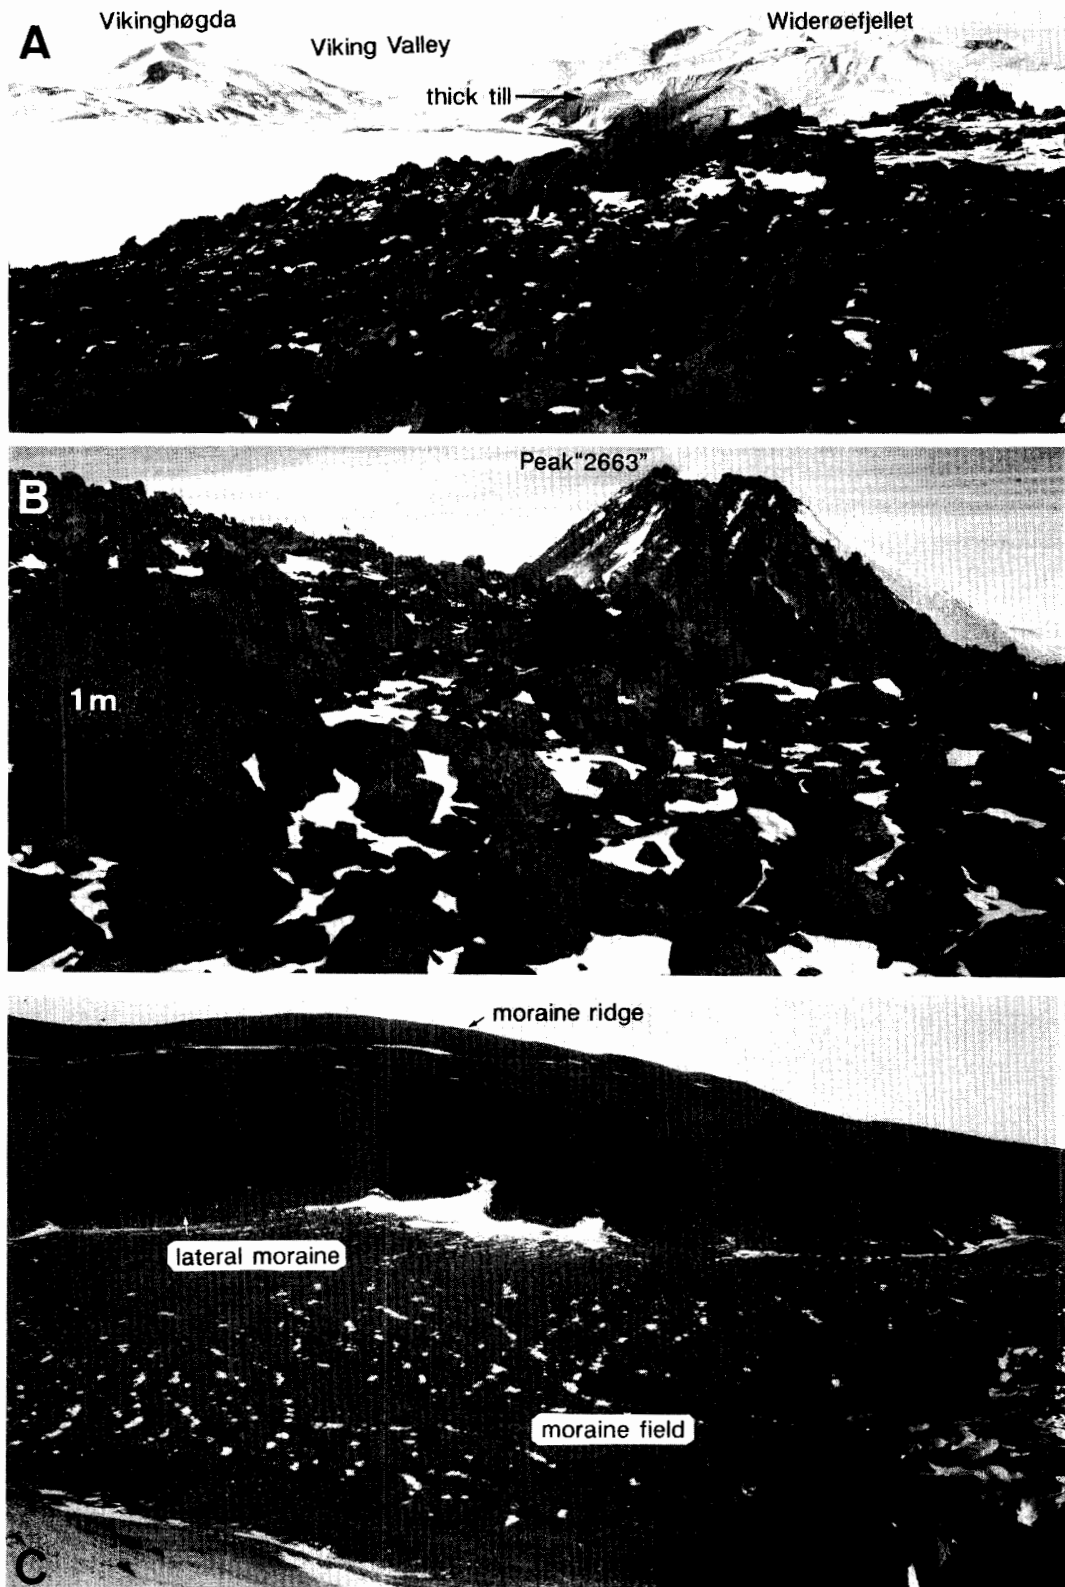 A
Vikinghøgda
Viking Valley
Widerøefjellet
thick till
B
Peak"2663"
1m
moraine ridge
lateral moraine
moraine field
C